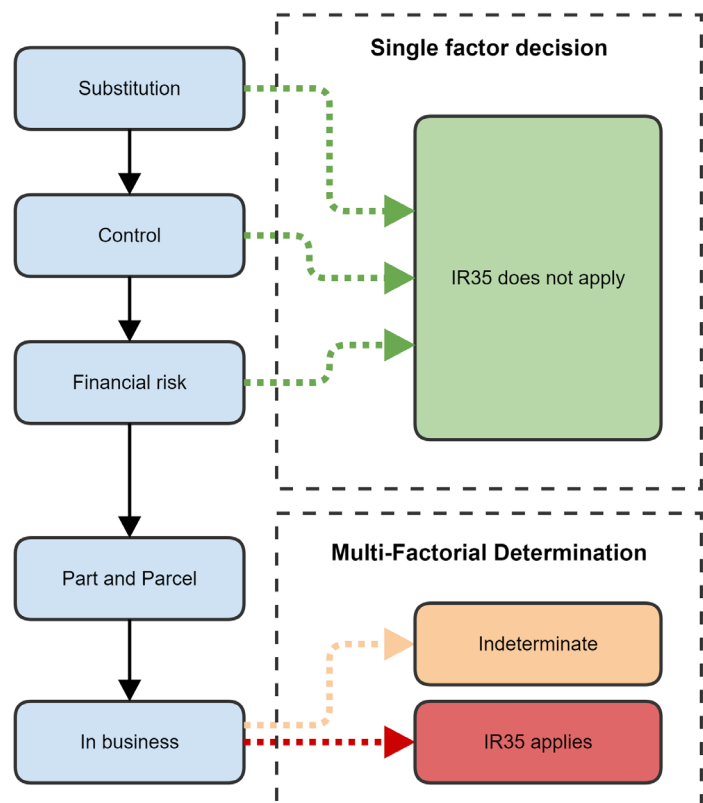 Single factor decision
Substitution
Control
IR35 does not apply
Financial risk
Multi-Factorial Determination
Part and Parcel
Indeterminate
In business
IR35 applies